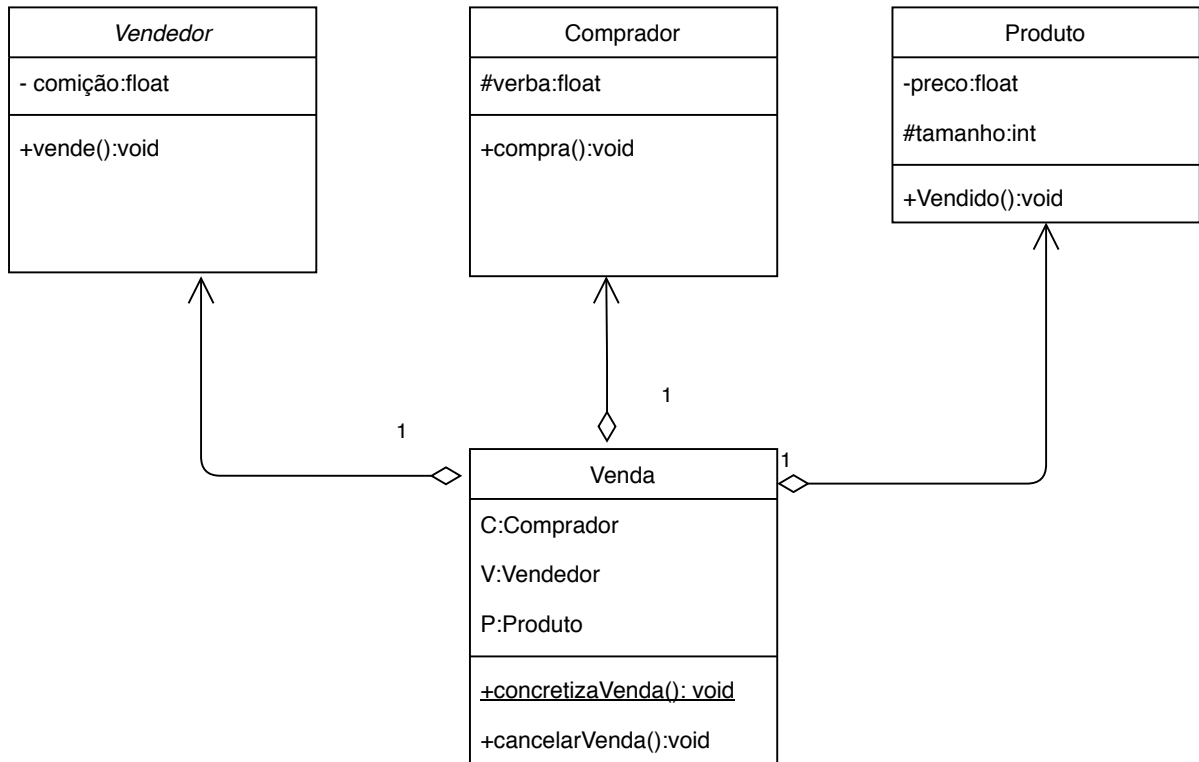 Vendedor
- comição:float
+vende():void
Comprador
#verba:float
+compra():void
Produto
-preco:float
#tamanho:int
+Vendido():void
1
1
1
Venda
C:Comprador
V:Vendedor
P:Produto
+concretizaVenda(): void
+cancelarVenda():void